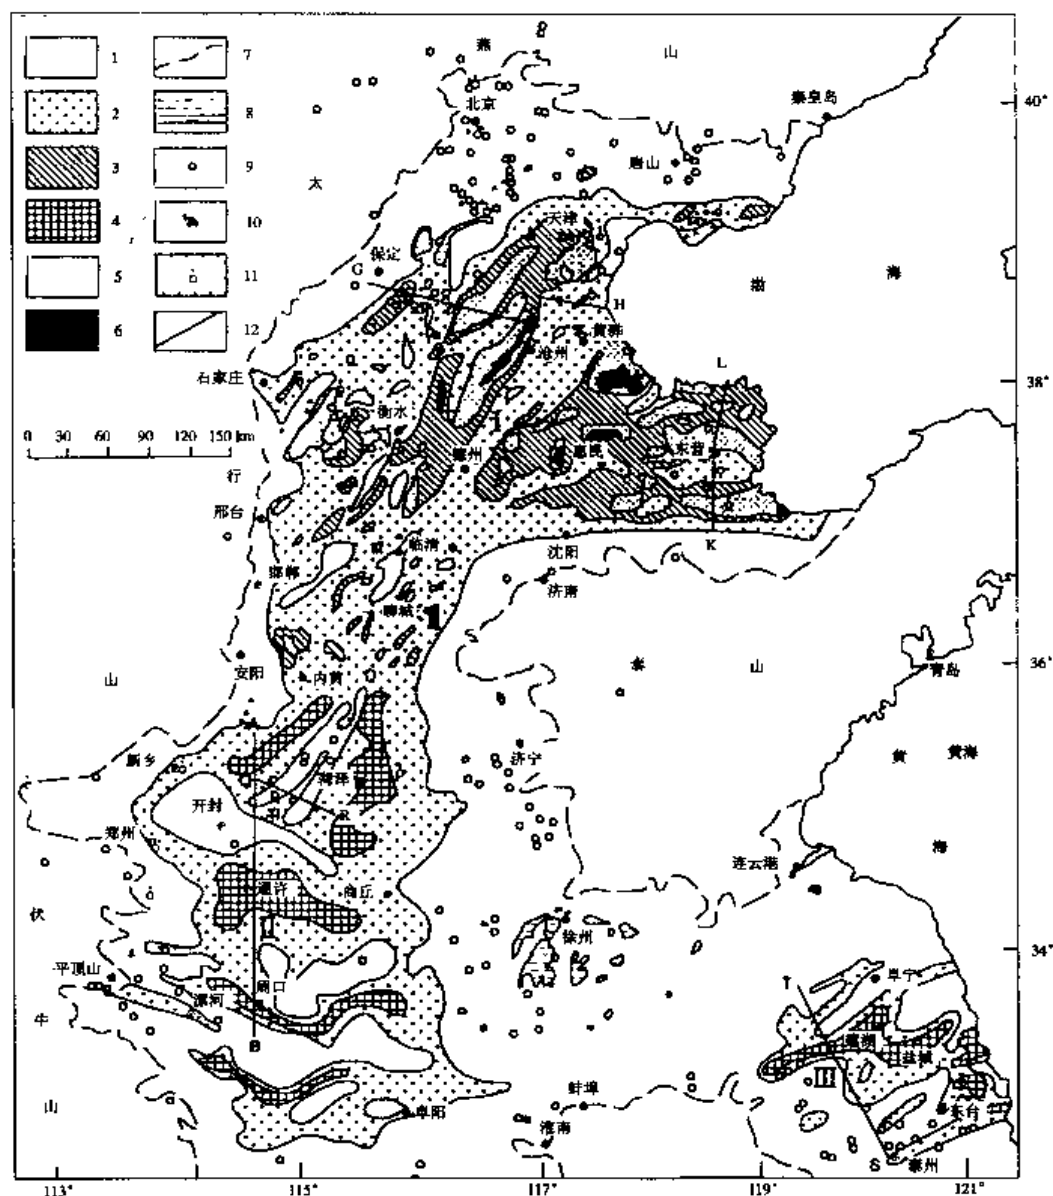 1 7
2 8
3 9
4 10
5 11
6 12
0 30 60 90 120 150 km
燕 山
北京
秦皇岛
40°
唐山
太
天津
保定
G
渤 海
H
黄骅
沧州
L
石家庄
38°
衡水
I
德州
惠民
东营
行
邢台
临清
沈阳
K
邯郸
济南
聊城
泰 山
36°
青岛
安阳
内黄
山
A
新乡
济宁
黄 黄海
菏泽
开封
R
郑州
连云港
海
通许
商丘
II
伏
徐州
34°
平顶山
漯河
周口
T
阜宁
牛
B
盐城
III
山
阜阳
蚌埠
淮南
东台
S
泰州
113° 115° 117° 119° 121°